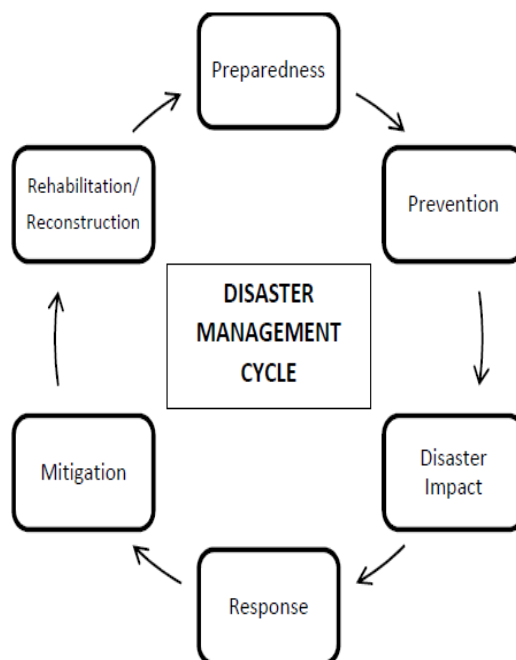 Preparedness
Prevention
Disaster
Impact
Response
Mitigation
Rehabilitation/
Reconstruction
DISASTER
MANAGEMENT
CYCLE